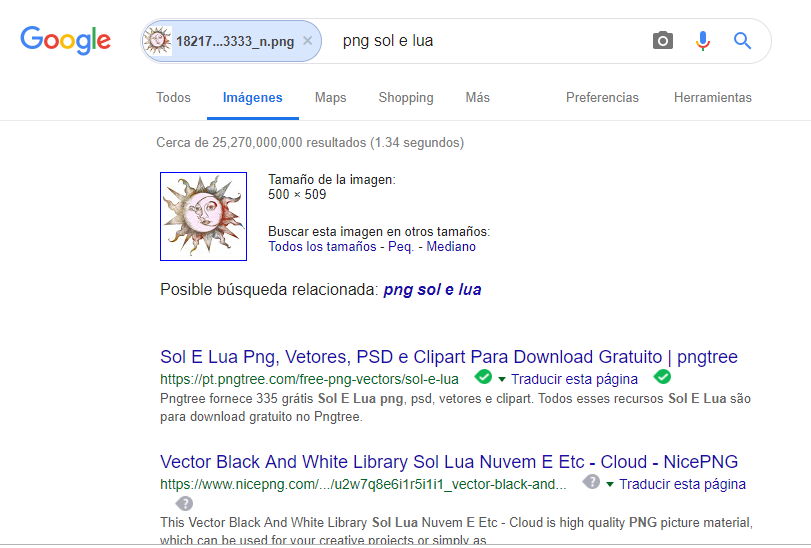 Google 18217...3333_n.png × png sol e lua
Todos Imágenes Maps Shopping Más Preferencias Herramientas
Cerca de 25,270,000,000 resultados (1.34 segundos)
Tamaño de la imagen:
500 × 509
Buscar esta imagen en otros tamaños:
Todos los tamaños - Peq. - Mediano
Posible búsqueda relacionada: png sol e lua
Sol E Lua Png, Vetores, PSD e Clipart Para Download Gratuito | pngtree
https://pt.pngtree.com/free-png-vectors/sol-e-lua Traducir esta página
Pngtree fornece 335 grátis Sol E Lua png, psd, vetores e clipart. Todos esses recursos Sol E Lua são
para download gratuito no Pngtree.
Vector Black And White Library Sol Lua Nuvem E Etc - Cloud - NicePNG
https://www.nicepng.com/.../u2w7q8e6i1r5i1i1_vector-black-and... ? Traducir esta página
?
This Vector Black And White Library Sol Lua Nuvem E Etc - Cloud is high quality PNG picture material,
which can be used for your creative projects or simply as